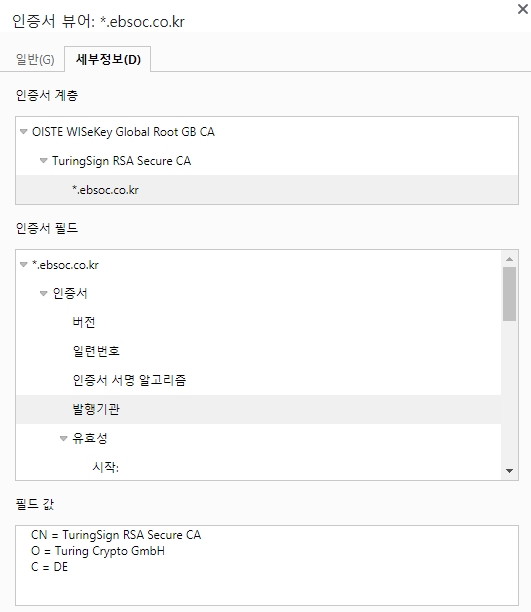 인증서 뷰어: *.ebsoc.co.kr
일반(G) 세부정보(D)
인증서 계층
OISTE WISeKey Global Root GB CA
TuringSign RSA Secure CA
*.ebsoc.co.kr
인증서 필드
*.ebsoc.co.kr
인증서
버전
일련번호
인증서 서명 알고리즘
발행기관
유효성
시작:
필드 값
CN = TuringSign RSA Secure CA
O = Turing Crypto GmbH
C = DE